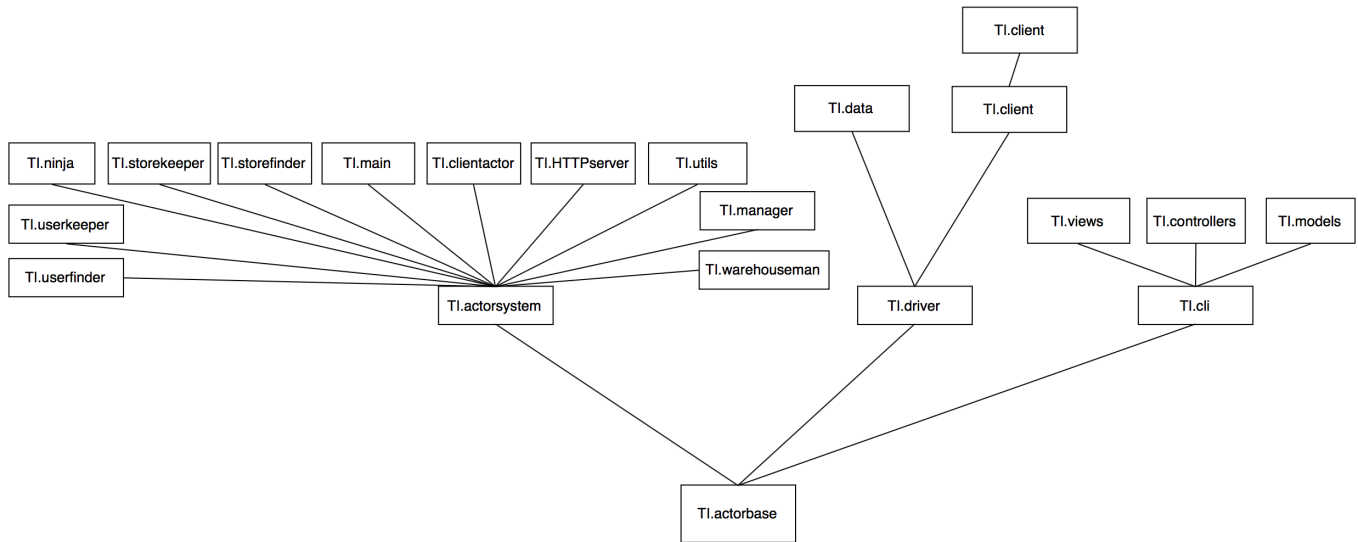 TI.client
TI.data
TI.client
TI.ninja
TI.storekeeper
TI.storefinder
TI.main
TI.clientactor
TI.HTTPserver
TI.utils
TI.userkeeper
TI.manager
TI.views
TI.controllers
TI.models
TI.userfinder
TI.warehouseman
TI.actorsystem
TI.driver
TI.cli
TI.actorbase